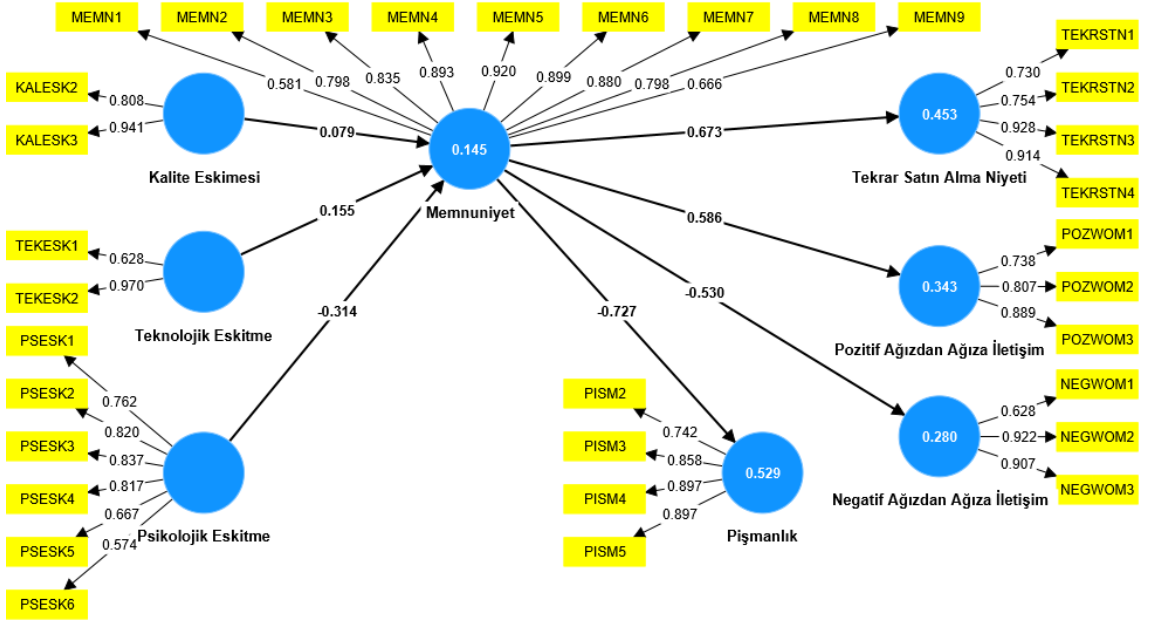 MEMN1
MEMN2
MEMN3
MEMN4
MEMN5
MEMN6
MEMN7
MEMN8
MEMN9
0.581
0.798
0.835
0.893
0.920
0.899
0.880
0.798
0.666
KALESK2
0.808
KALESK3
0.941
Kalite Eskimesi
0.079
0.145
Memnuniyet
TEKESK1
0.628
TEKESK2
0.970
Teknolojik Eskitme
0.155
PSESK1
0.762
PSESK2
0.820
PSESK3
0.837
PSESK4
0.817
PSESK5
0.667
PSESK6
0.574
Psikolojik Eskitme
-0.314
0.673
0.453
Tekrar Satın Alma Niyeti
TEKRSTN1
0.730
TEKRSTN2
0.754
TEKRSTN3
0.928
TEKRSTN4
0.914
0.586
0.343
Pozitif Ağızdan Ağıza İletişim
POZWOM1
0.738
POZWOM2
0.807
POZWOM3
0.889
-0.530
0.280
Negatif Ağızdan Ağıza İletişim
NEGWOM1
0.628
NEGWOM2
0.922
NEGWOM3
0.907
-0.727
0.529
Pişmanlık
PISM2
0.742
PISM3
0.858
PISM4
0.897
PISM5
0.897